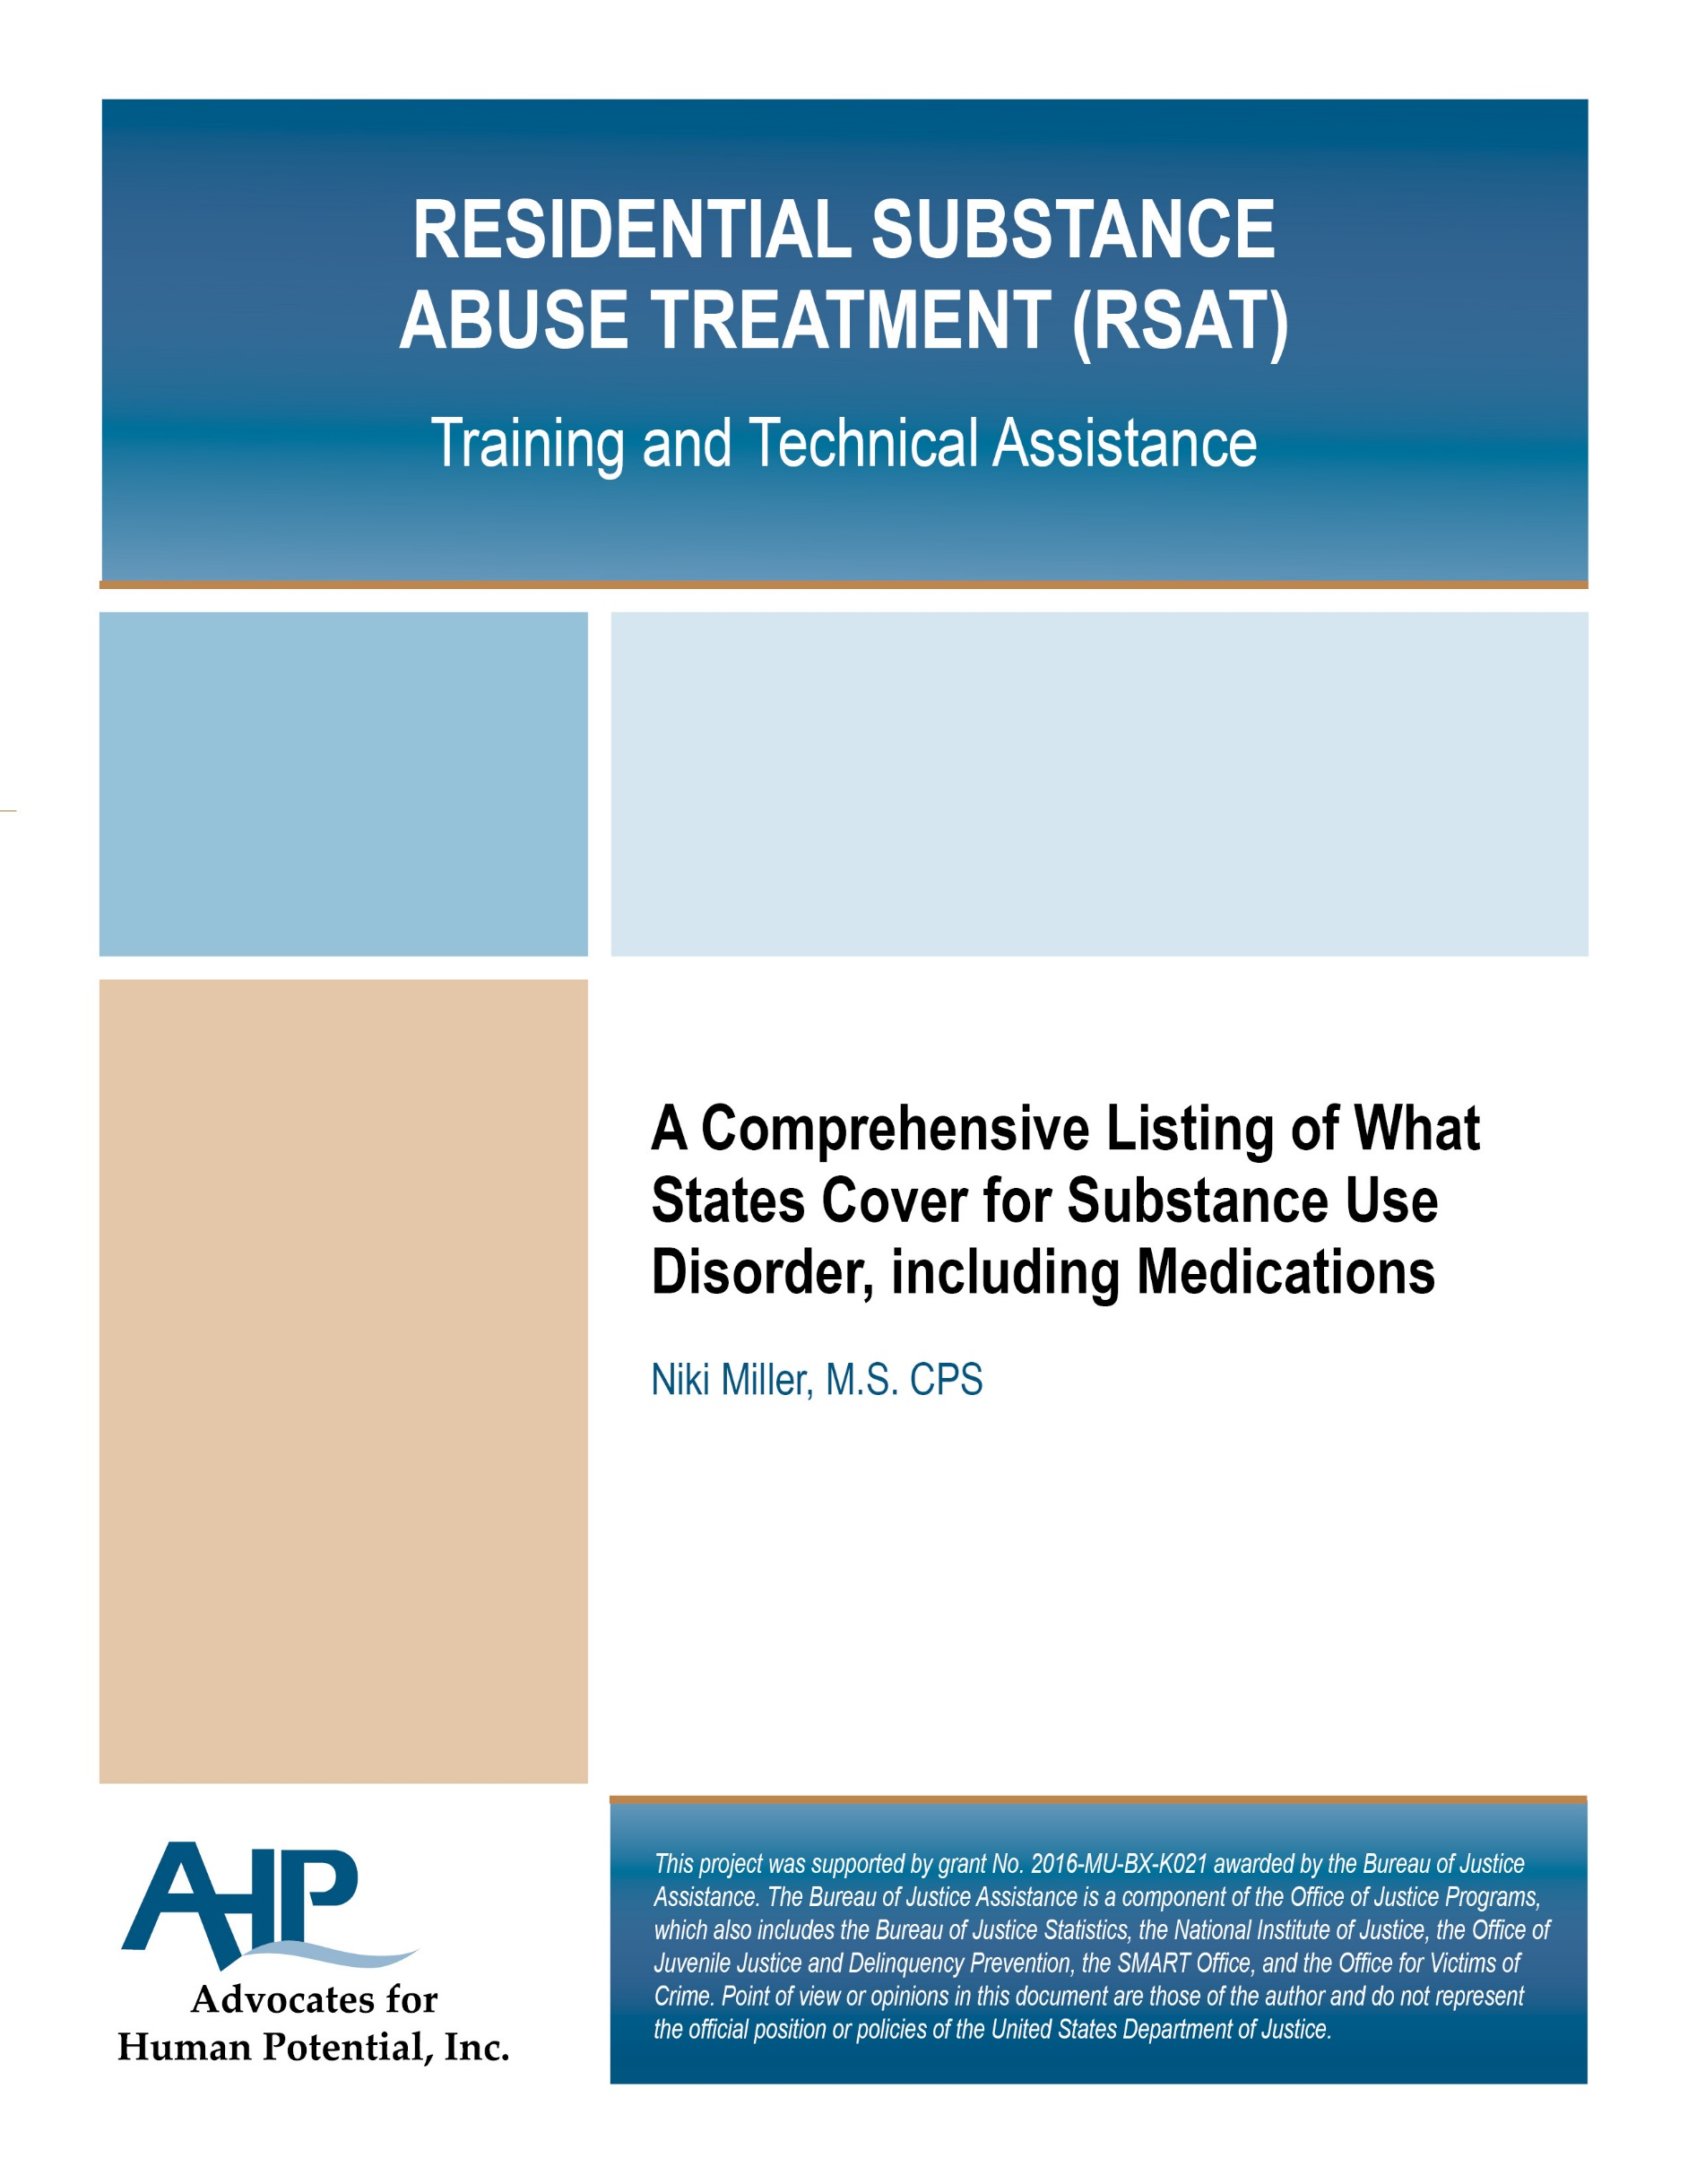 RESIDENTIAL SUBSTANCE
ABUSE TREATMENT (RSAT)
Training and Technical Assistance
A Comprehensive Listing of What
States Cover for Substance Use
Disorder, including Medications
Niki Miller, M.S. CPS
AHP
Advocates for
Human Potential, Inc.
This project was supported by grant No. 2016-MU-BX-K021 awarded by the Bureau of Justice
Assistance. The Bureau of Justice Assistance is a component of the Office of Justice Programs,
which also includes the Bureau of Justice Statistics, the National Institute of Justice, the Office of
Juvenile Justice and Delinquency Prevention, the SMART Office, and the Office for Victims of
Crime. Point of view or opinions in this document are those of the author and do not represent
the official position or policies of the United States Department of Justice.